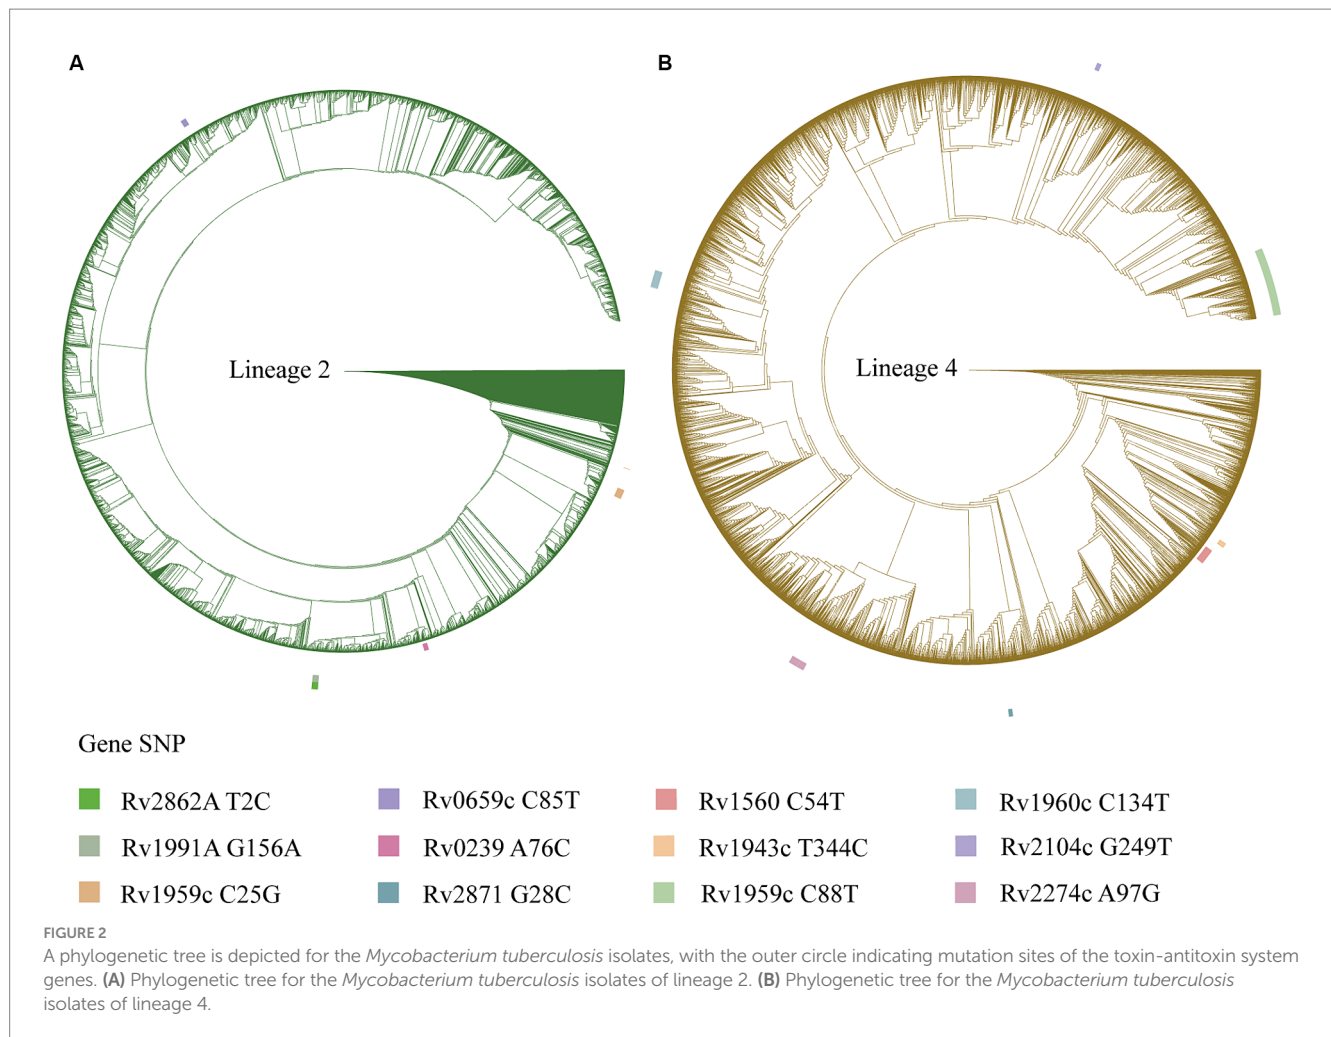 A
B
Lineage 2
Lineage 4
Gene SNP
Rv2862A T2C
Rv0659c C85T
Rv1560 C54T
Rv1960c C134T
Rv1991A G156A
Rv0239 A76C
Rv1943c T344C
Rv2104c G249T
Rv1959c C25G
Rv2871 G28C
Rv1959c C88T
Rv2274c A97G
FIGURE 2
A phylogenetic tree is depicted for the Mycobacterium tuberculosis isolates, with the outer circle indicating mutation sites of the toxin-antitoxin system
genes. (A) Phylogenetic tree for the Mycobacterium tuberculosis isolates of lineage 2. (B) Phylogenetic tree for the Mycobacterium tuberculosis
isolates of lineage 4.